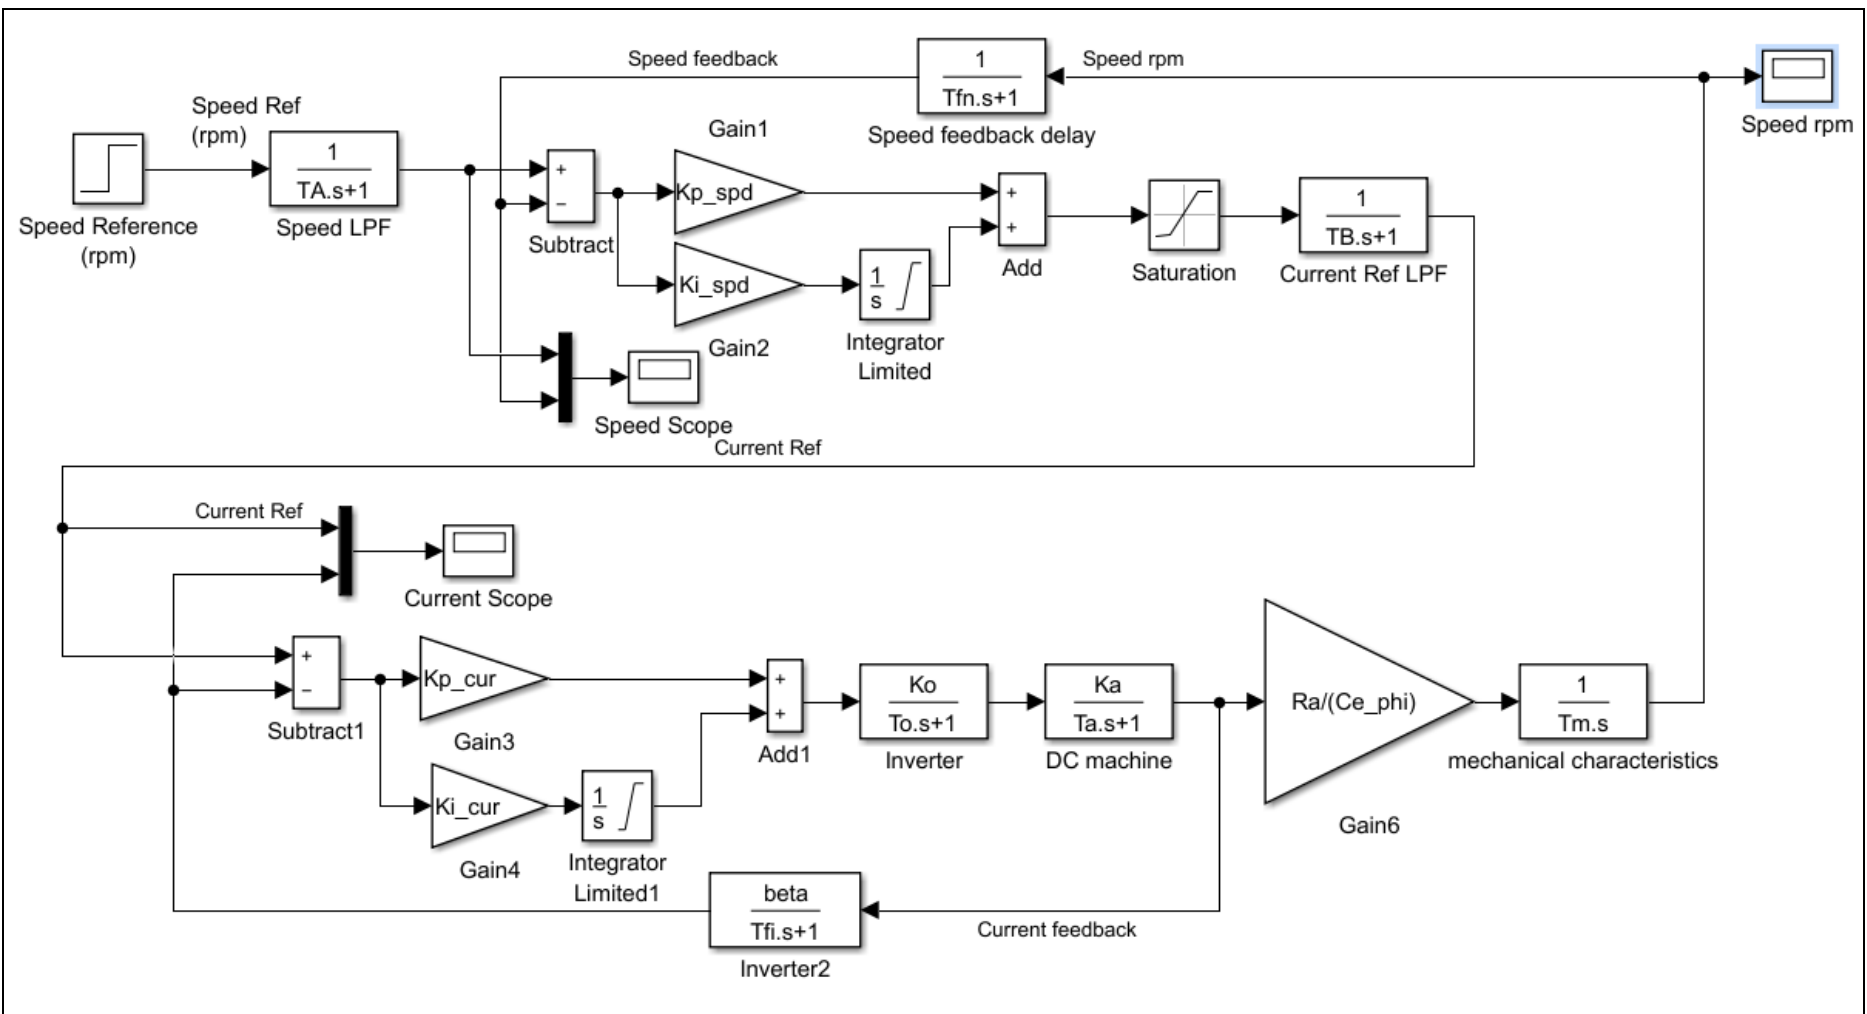 Speed feedback
1
Tfn.s+1
Speed feedback delay
Speed rpm
Speed rpm
Speed Ref
(rpm)
Speed Reference
(rpm)
1
TA.s+1
Speed LPF
+
−
Subtract
Gain1
Kp_spd
Ki_spd
Gain2
1
s
Integrator
Limited
+
+
Add
Saturation
1
TB.s+1
Current Ref LPF
Speed Scope
Current Ref
Current Ref
Current Scope
+
−
Subtract1
Kp_cur
Gain3
Ki_cur
Gain4
1
s
Integrator
Limited1
+
+
Add1
Ko
To.s+1
Inverter
Ka
Ta.s+1
DC machine
Ra/(Ce_phi)
Gain6
1
Tm.s
mechanical characteristics
beta
Tfi.s+1
Inverter2
Current feedback